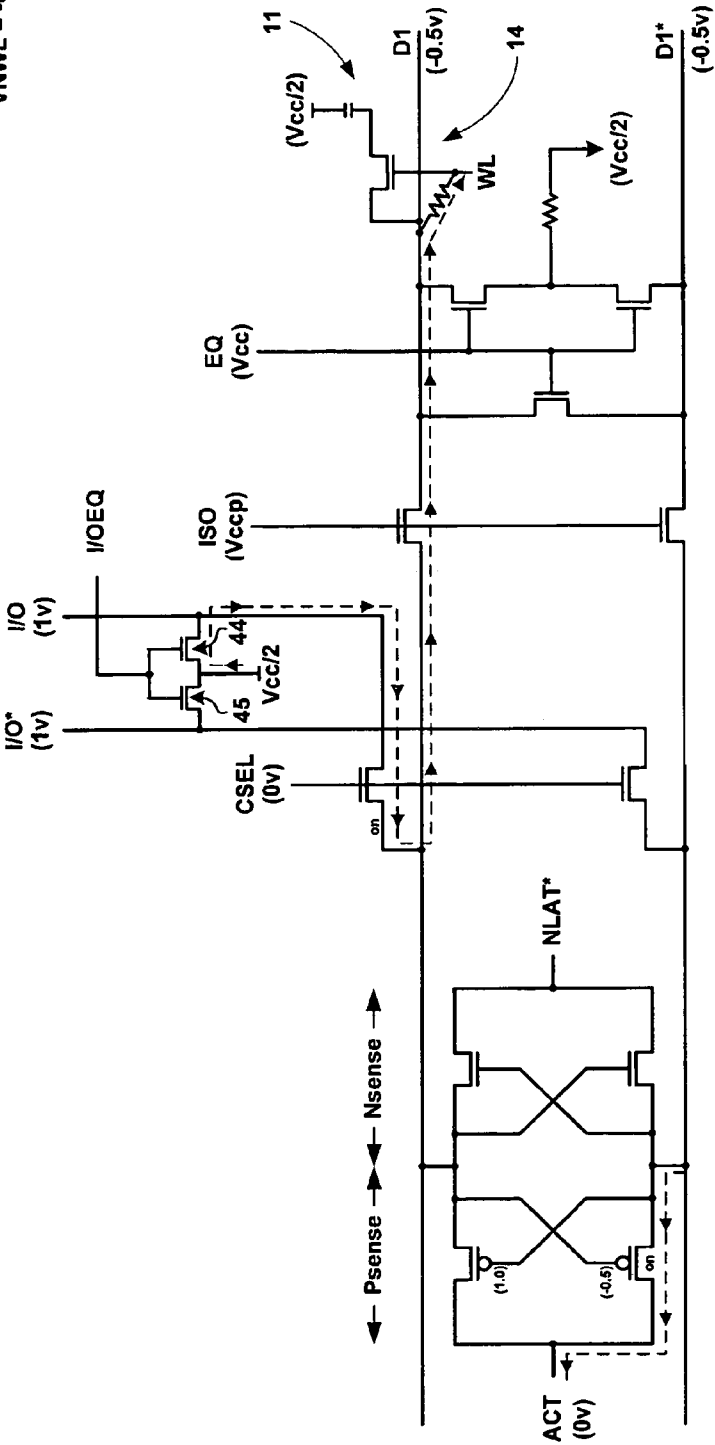 VNWL
I/O*
(1v)
I/O
(1v)
I/OEQ
CSEL
(0v)
45
44
Vcc/2
ISO
(Vccp)
EQ
(Vcc)
(Vcc/2)
11
on
D1
(-0.5v)
WL
14
Psense
Nsense
(1.0)
(-0.5)
on
ACT
(0v)
NLAT*
(Vcc/2)
D1*
(-0.5v)